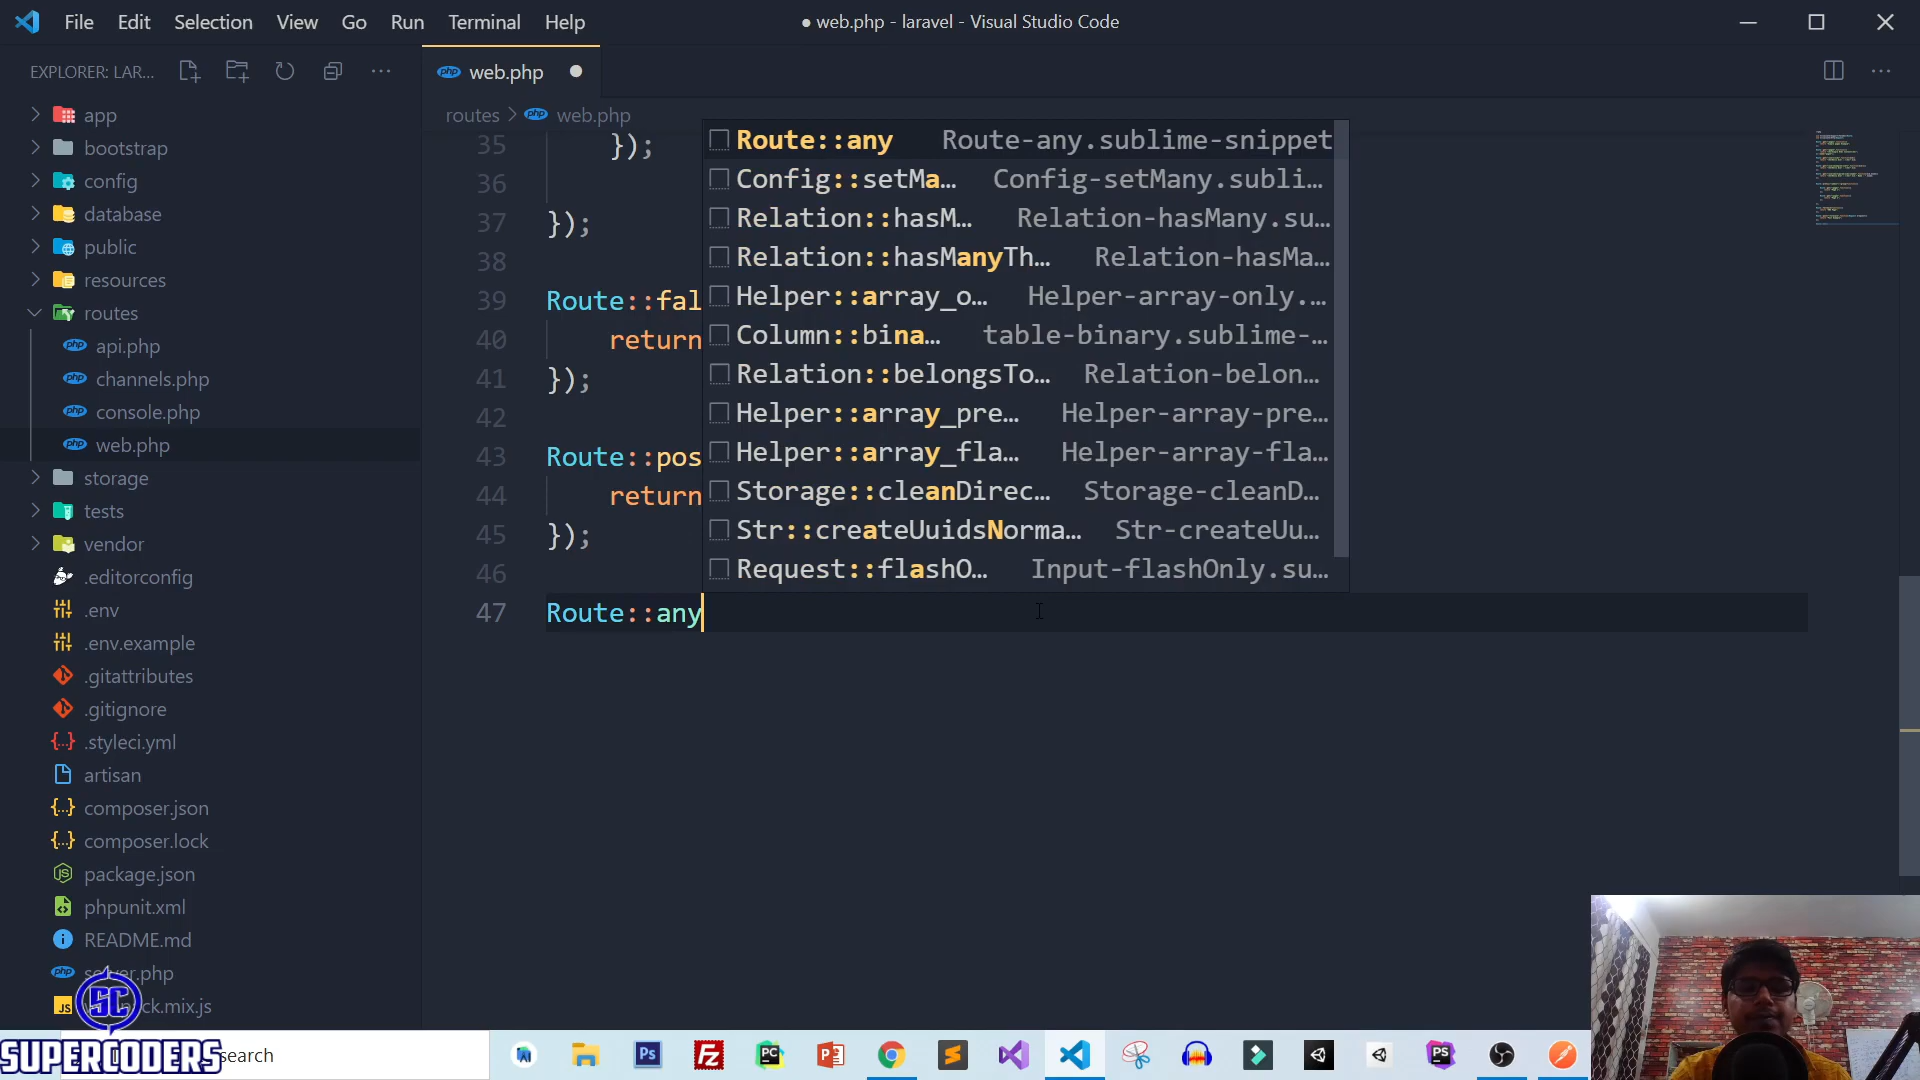 File Edit Selection View Go Run Terminal Help
● web.php - laravel - Visual Studio Code
EXPLORER: LAR...
web.php
routes > web.php
app
bootstrap
config
database
public
resources
routes
api.php
channels.php
console.php
web.php
storage
tests
vendor
.editorconfig
.env
.env.example
.gitattributes
.gitignore
.styleci.yml
artisan
composer.json
composer.lock
package.json
phpunit.xml
README.md
35 });
36
37 });
38
39 Route::fal
40 return
41 });
42
43 Route::pos
44 return
45 });
46
47 Route::any
Route::any Route-any.sublime-snippet
Config::setMa... Config-setMany.subli...
Relation::hasM... Relation-hasMany.su...
Relation::hasManyTh... Relation-hasMa...
Helper::array_o... Helper-array-only....
Column::bina... table-binary.sublime-...
Relation::belongsTo... Relation-belon...
Helper::array_pre... Helper-array-pre...
Helper::array_fla... Helper-array-fla...
Storage::cleanDirec... Storage-cleanD...
Str::createUuidsNorma... Str-createUu...
Request::flashO... Input-flashOnly.su...
SC
SUPERCODERS
search